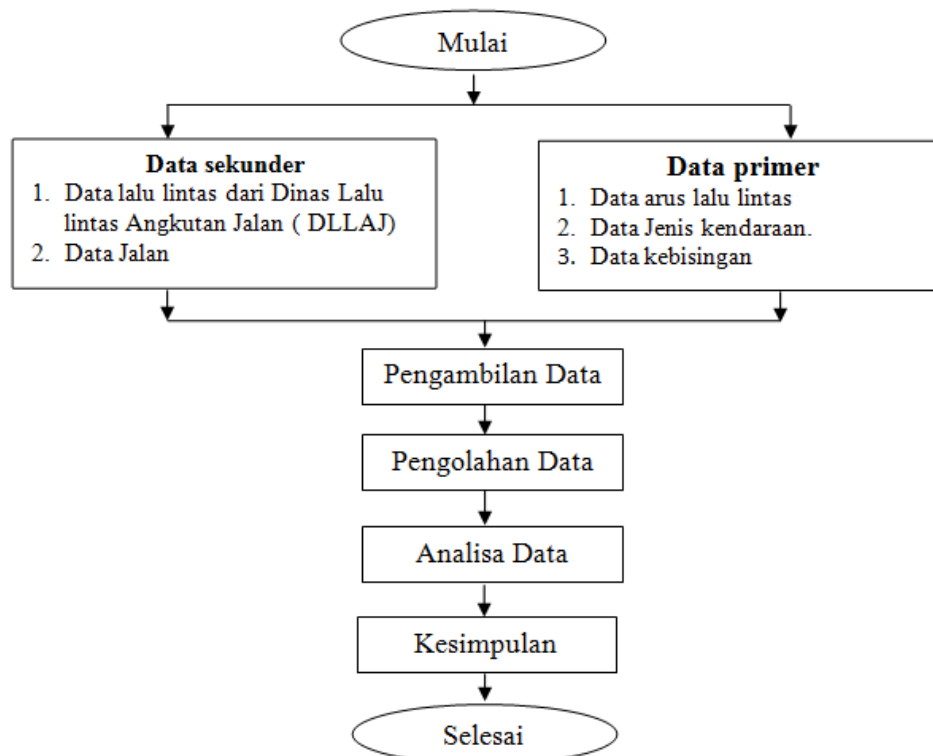 Mulai
Data sekunder
1. Data lalu lintas dari Dinas Lalu
lintas Angkutan Jalan ( DLLAJ)
2. Data Jalan
Data primer
1. Data arus lalu lintas
2. Data Jenis kendaraan.
3. Data kebisingan
Pengambilan Data
Pengolahan Data
Analisa Data
Kesimpulan
Selesai